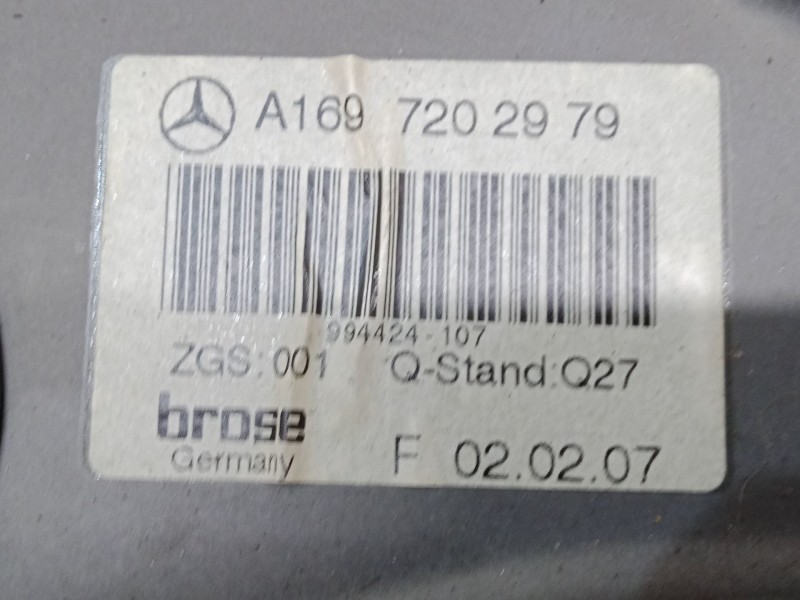 A169 720 29 79
994424-107
ZGS:001 Q-Stand:Q27
brose
Germany
F 02.02.07